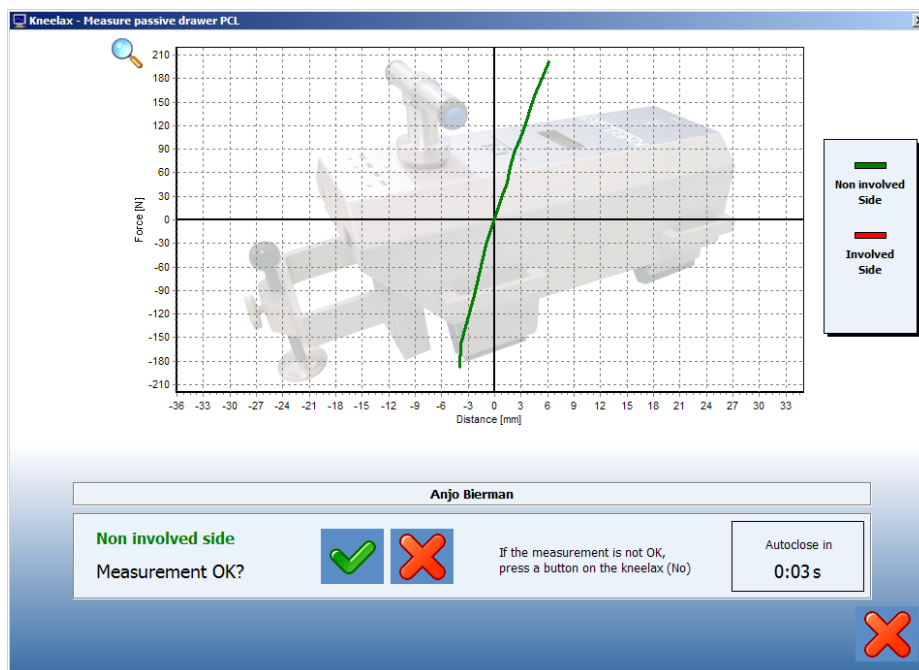 Kneelax - Measure passive drawer PCL
210
180
150
120
90
60
30
0
-30
-60
-90
-120
-150
-180
-210
Force [N]
-36 -33 -30 -27 -24 -21 -18 -15 -12 -9 -6 -3 0 3 6 9 12 15 18 21 24 27 30 33
Distance [mm]
Non involved
Side
Involved
Side
Anjo Bierman
Non involved side
Measurement OK?
If the measurement is not OK,
press a button on the kneelax (No)
Autoclose in
0:03 s